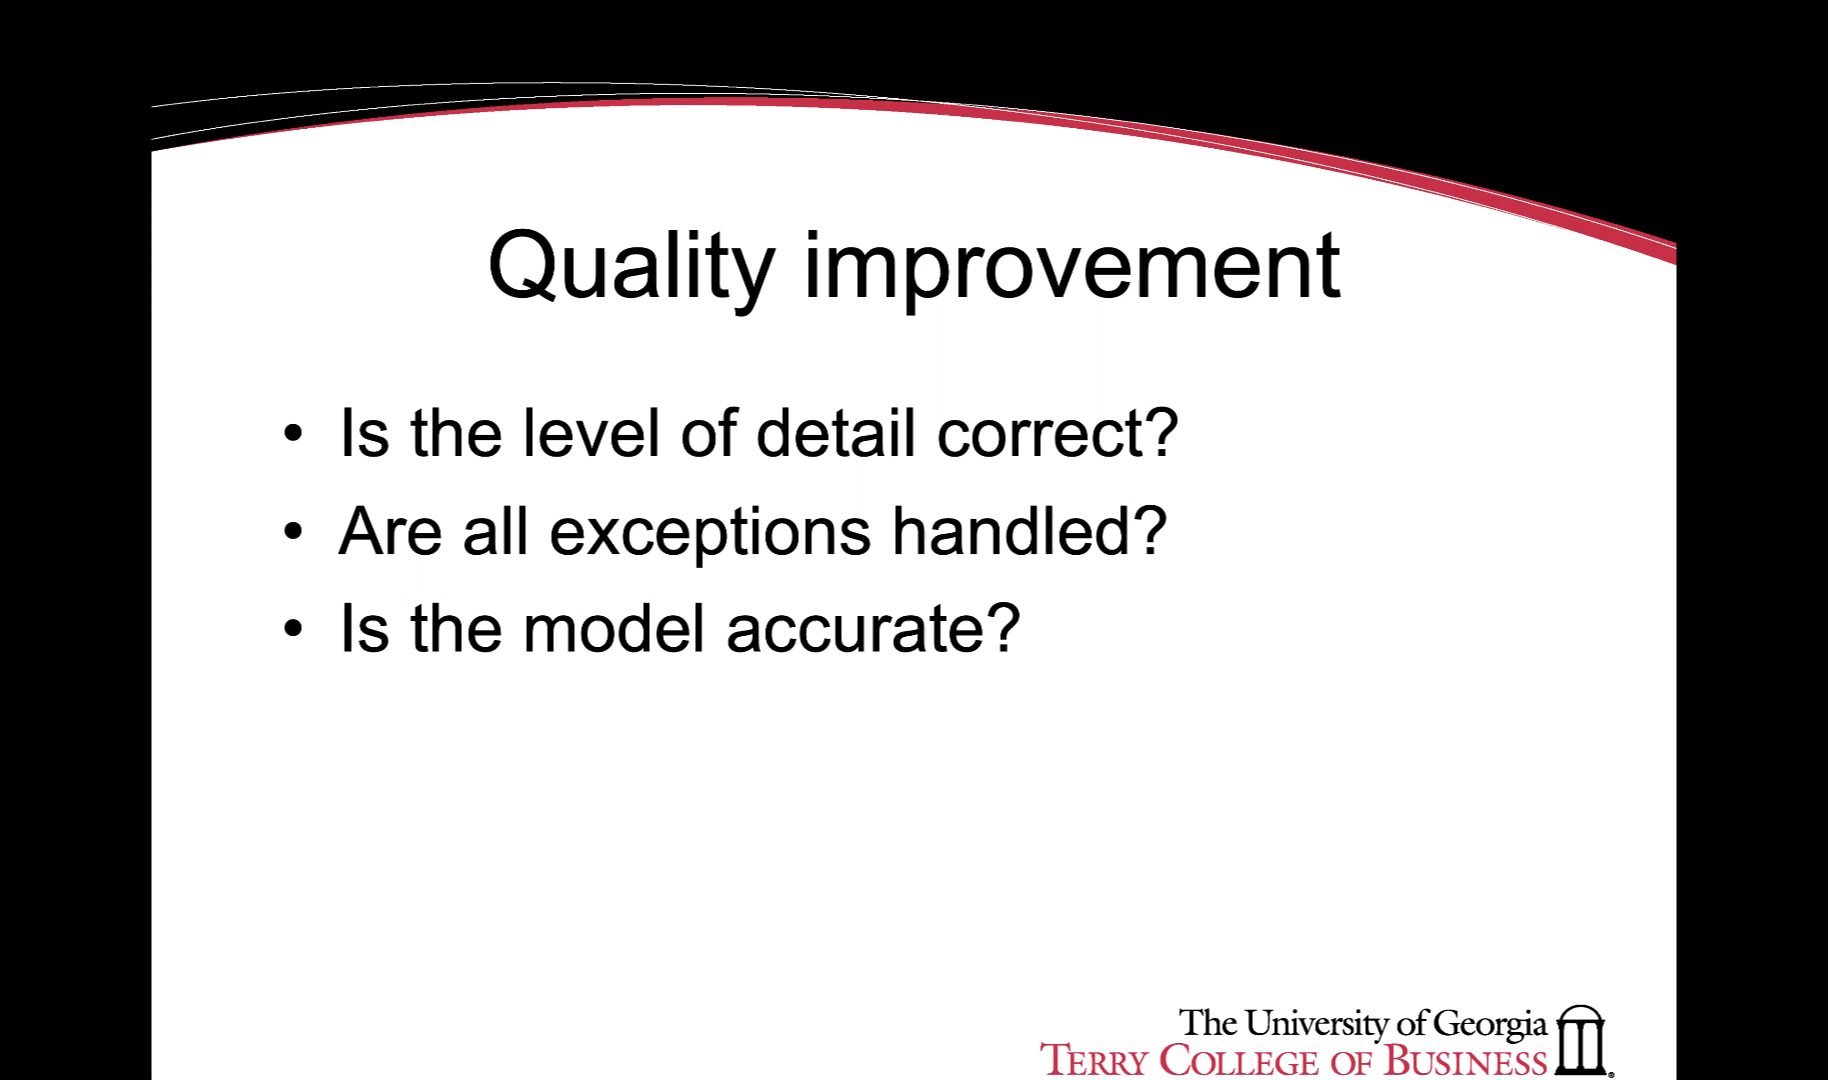 Quality improvement
• Is the level of detail correct?
• Are all exceptions handled?
• Is the model accurate?
The University of Georgia
TERRY COLLEGE OF BUSINESS